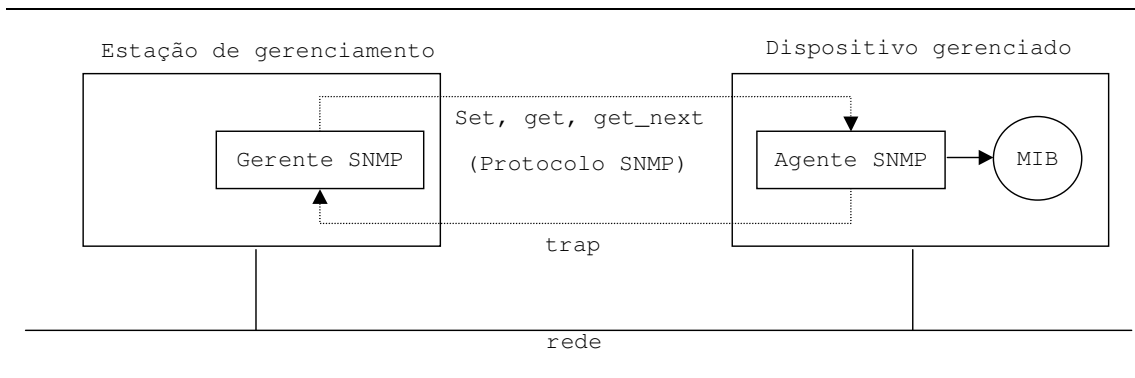 Estação de gerenciamento
Dispositivo gerenciado
Set, get, get_next
(Protocolo SNMP)
Gerente SNMP
Agente SNMP
MIB
trap
rede